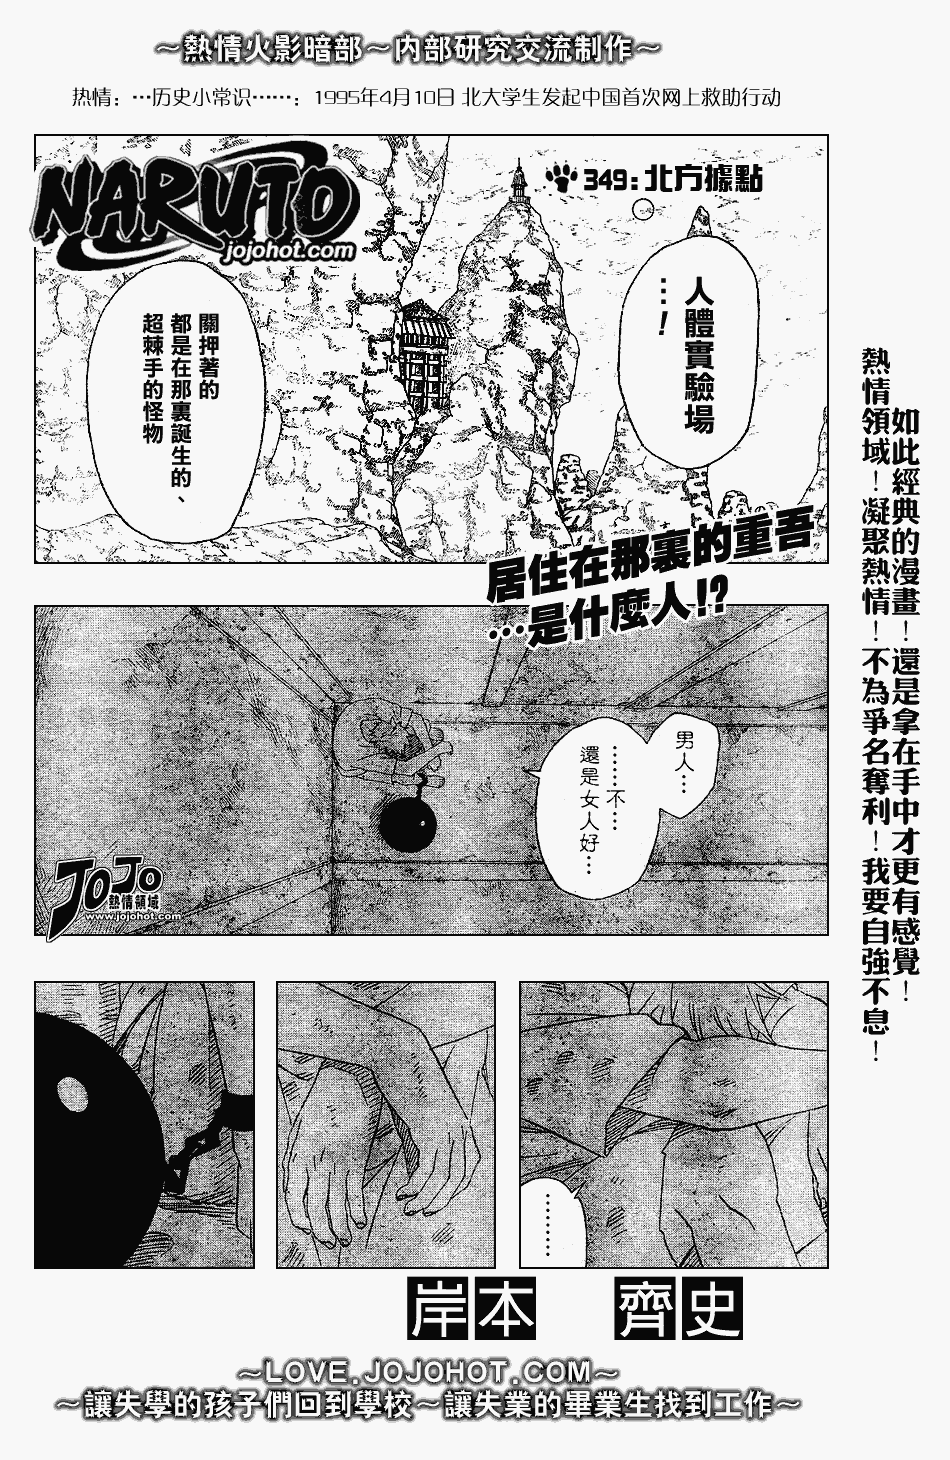 ～熱情火影暗部～内部研究交流制作～
热情：…历史小常识……：1995年4月10日 北大学生发起中国首次网上救助行动
NARUTO
jojohot.com
349：北方據點
人體實驗場
…！
關押著的
都是在那裏誕生的、
超棘手的怪物
居住在那裏的重吾
…是什麼人！？
男人…
……不…
還是女人好…
JOJO
熱情領域
www.jojohot.com
………
如此經典的漫畫！還是拿在手中才更有感覺！
熱情領域！凝聚熱情！不為爭名奪利！我要自強不息！
岸本 齊史
～LOVE.JOJOHOT.COM～
～讓失學的孩子們回到學校～讓失業的畢業生找到工作～